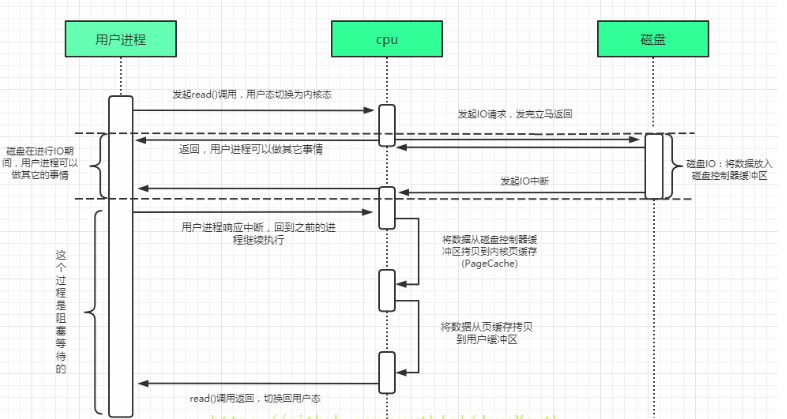 用户进程
cpu
磁盘
发起read()调用，用户态切换为内核态
发起IO请求，发完立马返回
返回，用户进程可以做其它事情
磁盘在进行IO期
间，用户进程可以
做其它的事情
磁盘IO：将数据放入
磁盘控制器缓冲区
发起IO中断
用户进程响应中断，回到之前的进
程继续执行
将数据从磁盘控制器缓
冲区拷贝到内核页缓存
(PageCache)
这个过程是阻塞等待的
将数据从页缓存拷贝
到用户缓冲区
read()调用返回，切换回用户态